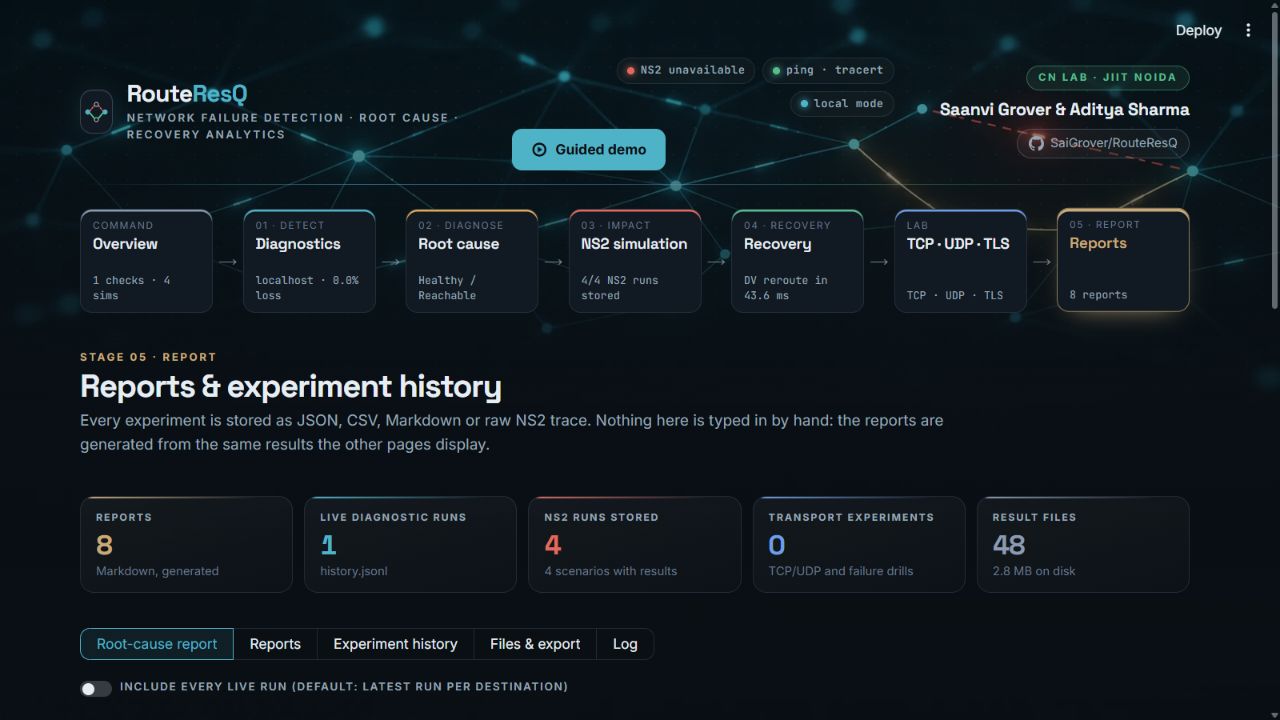 Deploy
RouteResQ
NETWORK FAILURE DETECTION · ROOT CAUSE ·
RECOVERY ANALYTICS
Guided demo
NS2 unavailable
ping · tracert
local mode
CN LAB · JIIT NOIDA
Saanvi Grover & Aditya Sharma
SaiGrover/RouteResQ
COMMAND
Overview
1 checks · 4
sims
→
01 · DETECT
Diagnostics
localhost · 0.0%
loss
→
02 · DIAGNOSE
Root cause
Healthy /
Reachable
→
03 · IMPACT
NS2 simulation
4/4 NS2 runs
stored
→
04 · RECOVERY
Recovery
DV reroute in
43.6 ms
→
LAB
TCP · UDP · TLS
TCP · UDP · TLS
→
05 · REPORT
Reports
8 reports
STAGE 05 · REPORT
Reports & experiment history
Every experiment is stored as JSON, CSV, Markdown or raw NS2 trace. Nothing here is typed in by hand: the reports are
generated from the same results the other pages display.
REPORTS
8
Markdown, generated
LIVE DIAGNOSTIC RUNS
1
history.jsonl
NS2 RUNS STORED
4
4 scenarios with results
TRANSPORT EXPERIMENTS
0
TCP/UDP and failure drills
RESULT FILES
48
2.8 MB on disk
Root-cause report
Reports
Experiment history
Files & export
Log
INCLUDE EVERY LIVE RUN (DEFAULT: LATEST RUN PER DESTINATION)